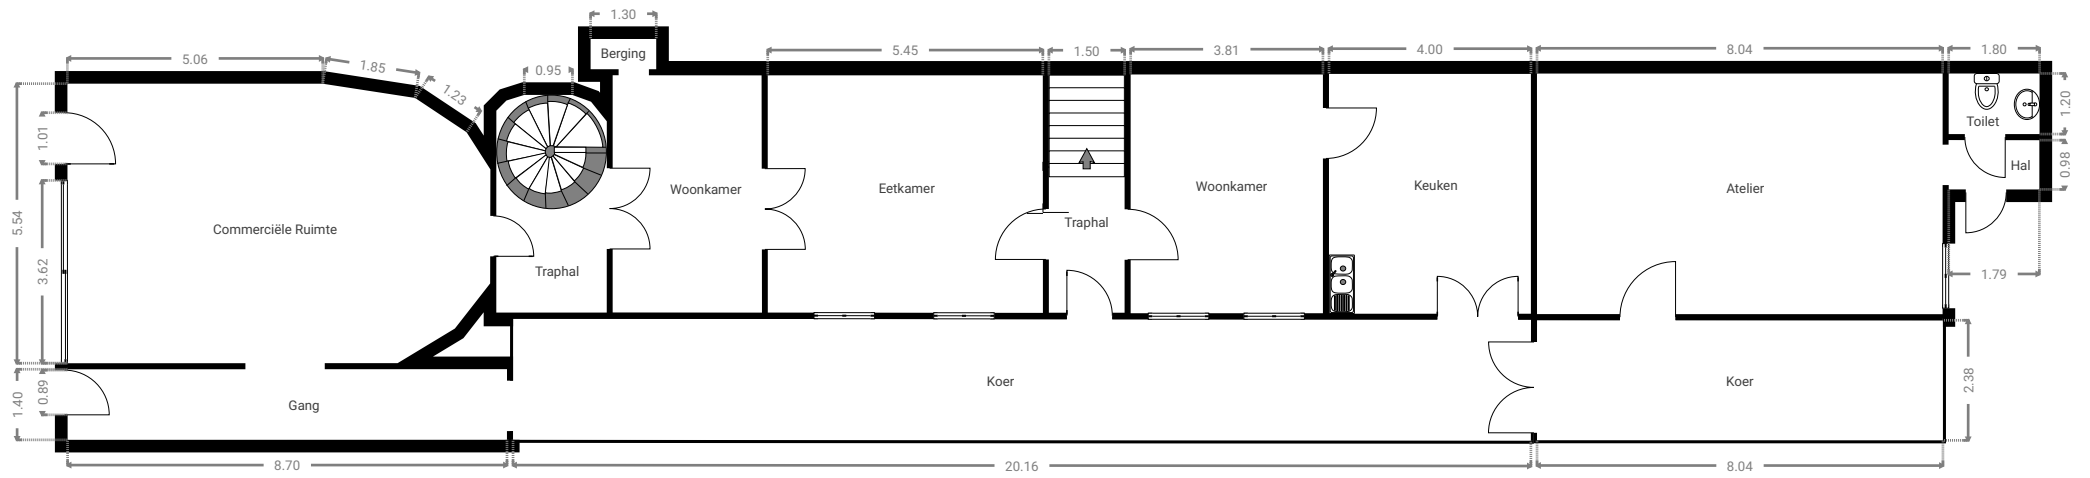 1.30
Berging
5.06
1.85
1.23
0.95
5.45
1.50
3.81
4.00
8.04
1.80
1.01
1.20
Toilet
Hal
0.98
Woonkamer
Eetkamer
Woonkamer
Keuken
Atelier
5.54
Commerciële Ruimte
Traphal
3.62
Traphal
1.79
1.40
0.89
Gang
Koer
Koer
2.38
8.70
20.16
8.04